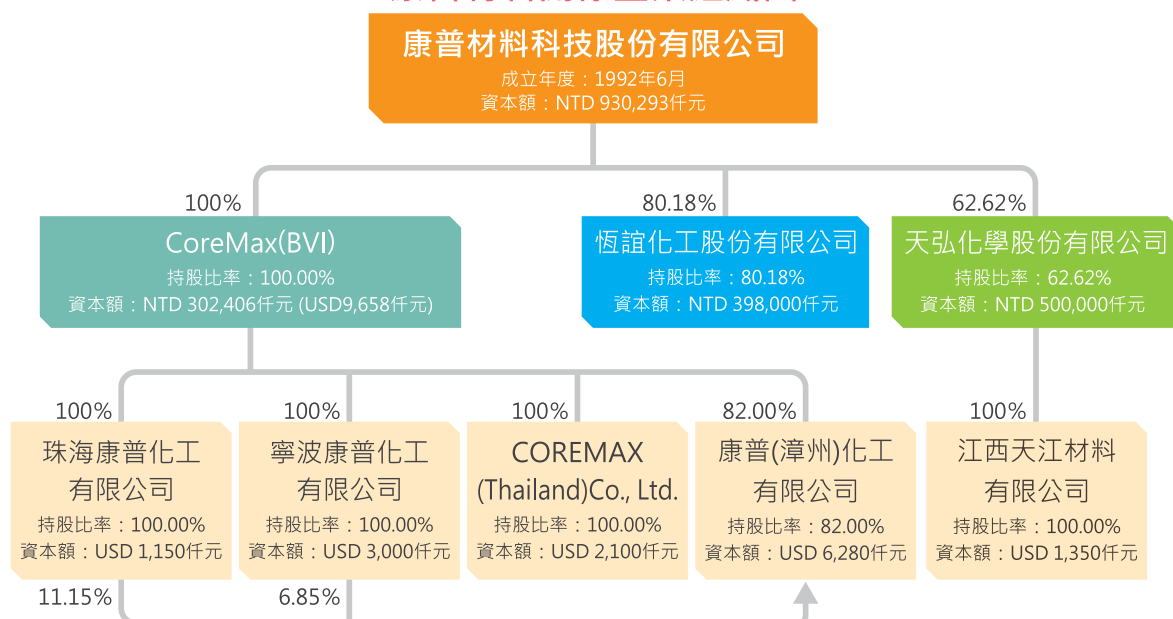 康普材料科技股份有限公司
成立年度：1992年6月
資本額：NTD 930,293仟元
100%
80.18%
62.62%
CoreMax(BVI)
持股比率：100.00%
資本額：NTD 302,406仟元 (USD9,658仟元)
恆誼化工股份有限公司
持股比率：80.18%
資本額：NTD 398,000仟元
天弘化學股份有限公司
持股比率：62.62%
資本額：NTD 500,000仟元
100%
100%
100%
82.00%
100%
珠海康普化工
有限公司
持股比率：100.00%
資本額：USD 1,150仟元
寧波康普化工
有限公司
持股比率：100.00%
資本額：USD 3,000仟元
COREMAX
(Thailand)Co., Ltd.
持股比率：100.00%
資本額：USD 2,100仟元
康普(漳州)化工
有限公司
持股比率：82.00%
資本額：USD 6,280仟元
江西天江材料
有限公司
持股比率：100.00%
資本額：USD 1,350仟元
11.15%
6.85%